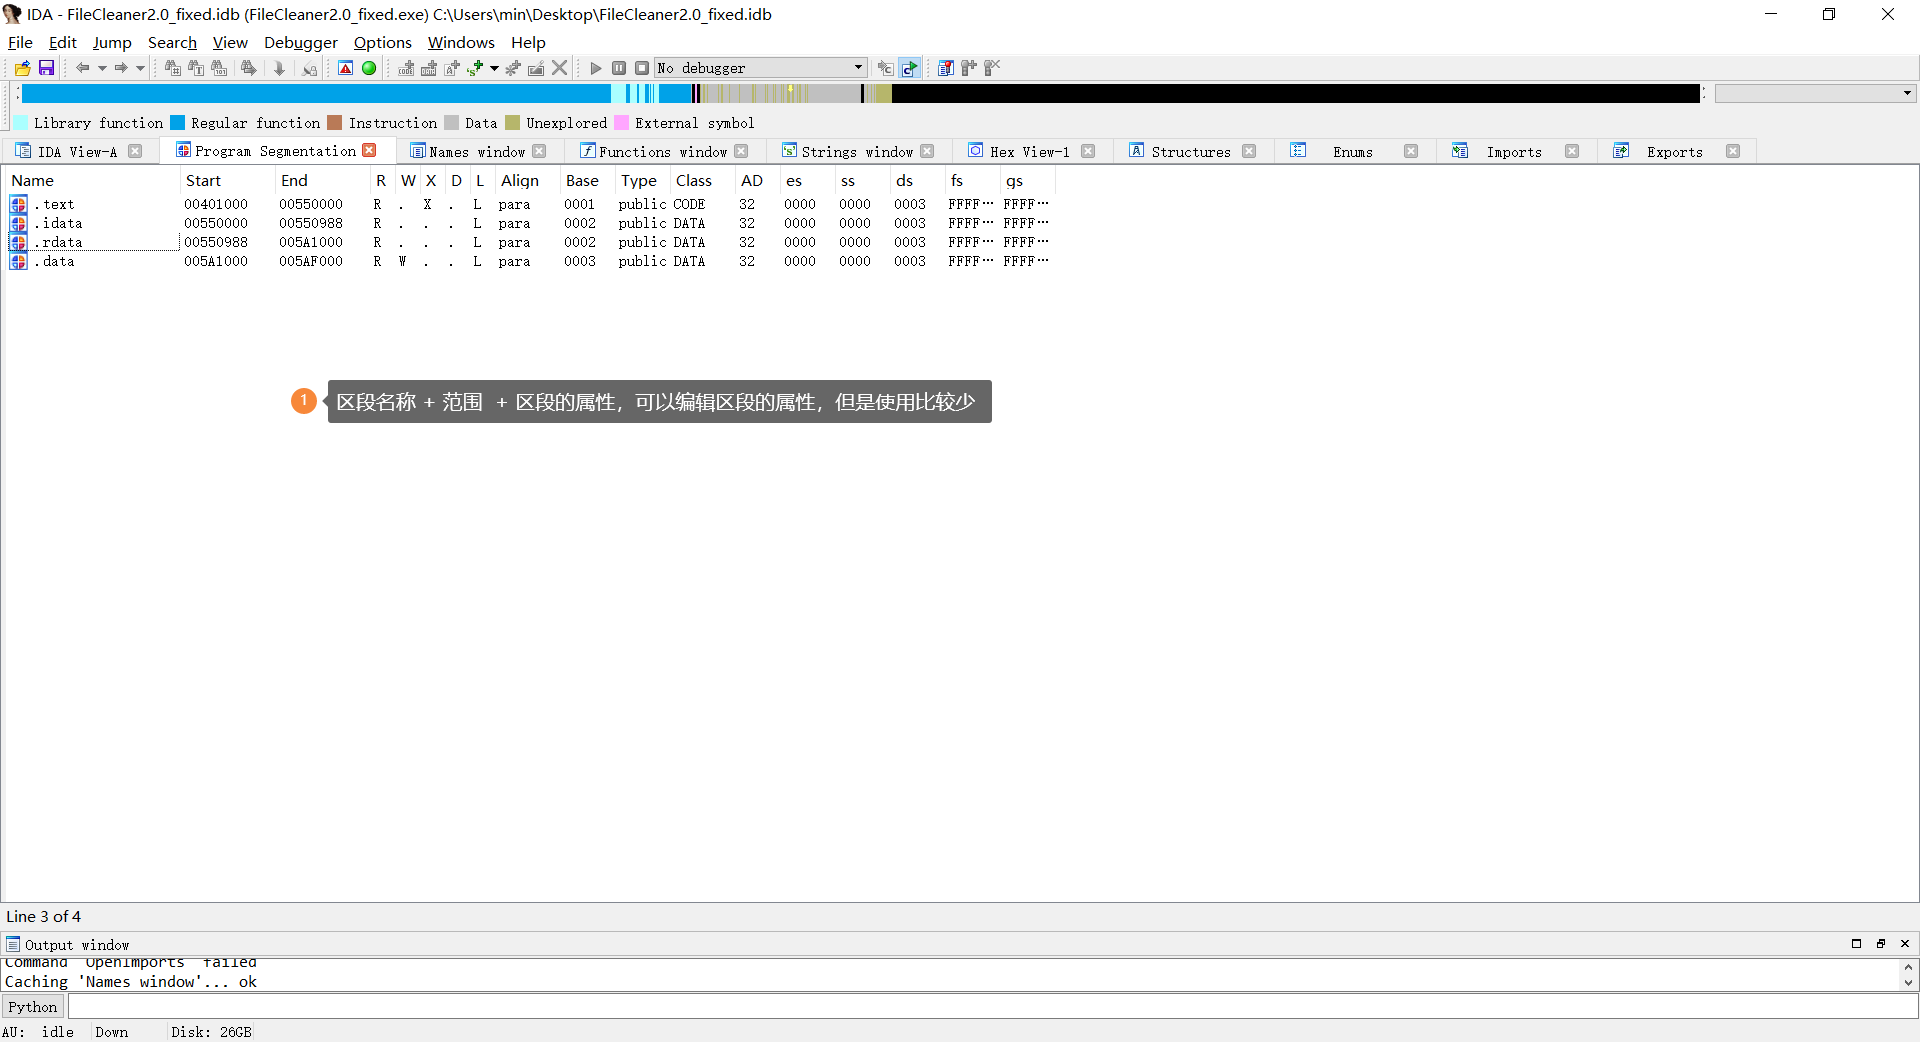 IDA - FileCleaner2.0_fixed.idb (FileCleaner2.0_fixed.exe) C:\Users\min\Desktop\FileCleaner2.0_fixed.idb
File Edit Jump Search View Debugger Options Windows Help
No debugger
Library function Regular function Instruction Data Unexplored External symbol
IDA View-A Program Segmentation Names window Functions window Strings window Hex View-1 Structures Enums Imports Exports
Name Start End R W X D L Align Base Type Class AD es ss ds fs gs
.text 00401000 00550000 R . X . L para 0001 public CODE 32 0000 0000 0003 FFFF… FFFF…
.idata 00550000 00550988 R . . . L para 0002 public DATA 32 0000 0000 0003 FFFF… FFFF…
.rdata 00550988 005A1000 R . . . L para 0002 public DATA 32 0000 0000 0003 FFFF… FFFF…
.data 005A1000 005AF000 R W . . L para 0003 public DATA 32 0000 0000 0003 FFFF… FFFF…
1 区段名称 + 范围 + 区段的属性，可以编辑区段的属性，但是使用比较少
Line 3 of 4
Output window
Command "OpenImports" failed
Caching 'Names window'... ok
Python
AU: idle Down Disk: 26GB